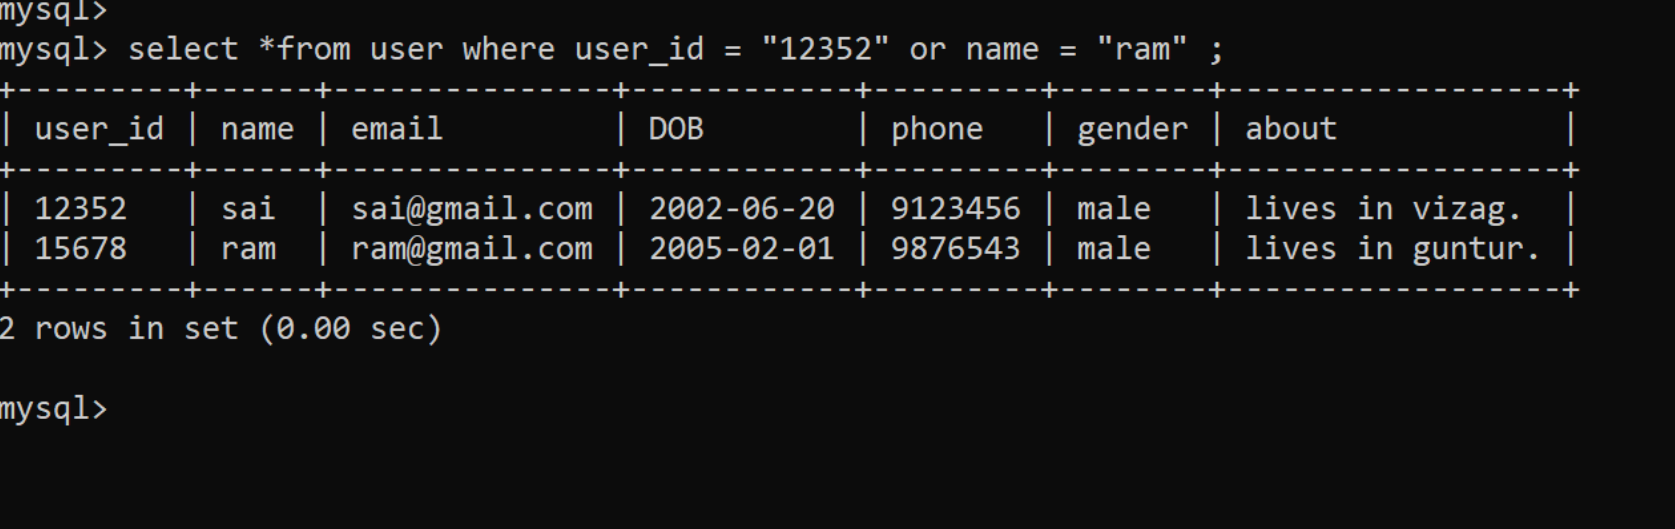 mysql>
mysql> select *from user where user_id = "12352" or name = "ram" ;
+---------+------+---------------+------------+---------+--------+------------------+
| user_id | name | email         | DOB        | phone   | gender | about            |
+---------+------+---------------+------------+---------+--------+------------------+
| 12352   | sai  | sai@gmail.com | 2002-06-20 | 9123456 | male   | lives in vizag.  |
| 15678   | ram  | ram@gmail.com | 2005-02-01 | 9876543 | male   | lives in guntur. |
+---------+------+---------------+------------+---------+--------+------------------+
2 rows in set (0.00 sec)
mysql>